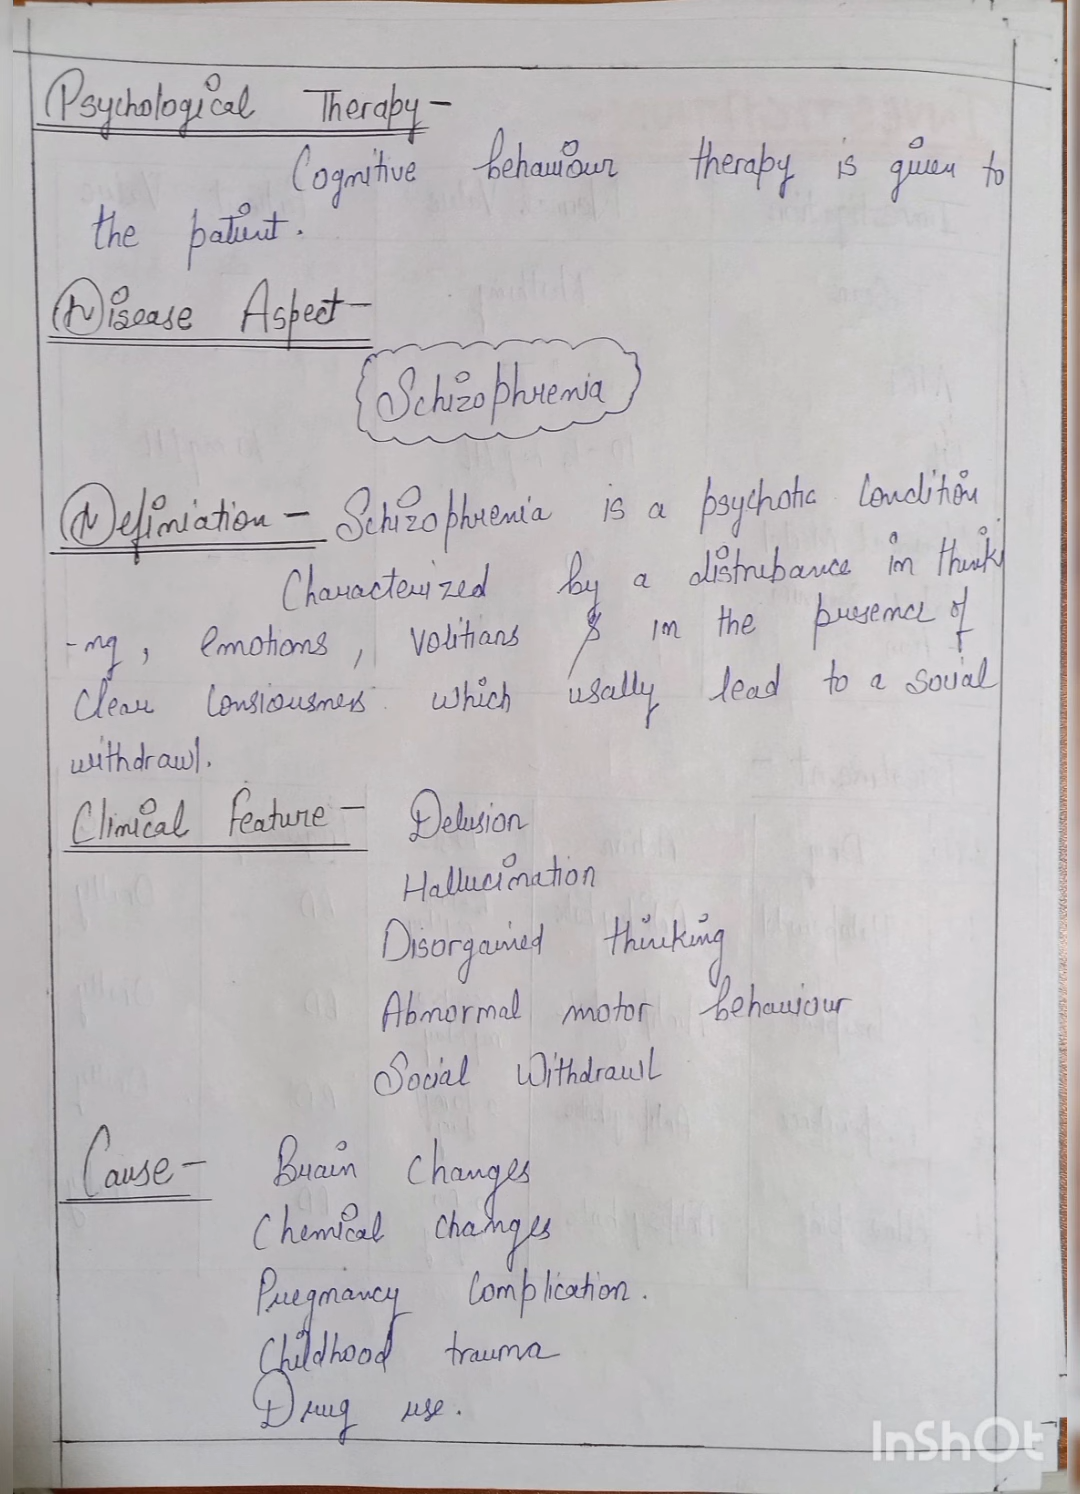 Psychological Therapy-
Cognitive behaviour therapy is given to
the patient.
Disease Aspect-
Schizophrenia
Definiation - Schizophrenia is a psychotic Condition
Characterized by a distrubance in think
-ing, emotions, volitians & in the presence of
Clear Consiousness which usally lead to a social
withdrawl.
Clinical Feature - Delusion
Hallucination
Disorgained thinking
Abnormal motor behaviour
Social Withdrawl
Cause - Brain Changes
Chemical changes
Pregnancy Complication.
Childhood trauma
Drug use.
InShOt